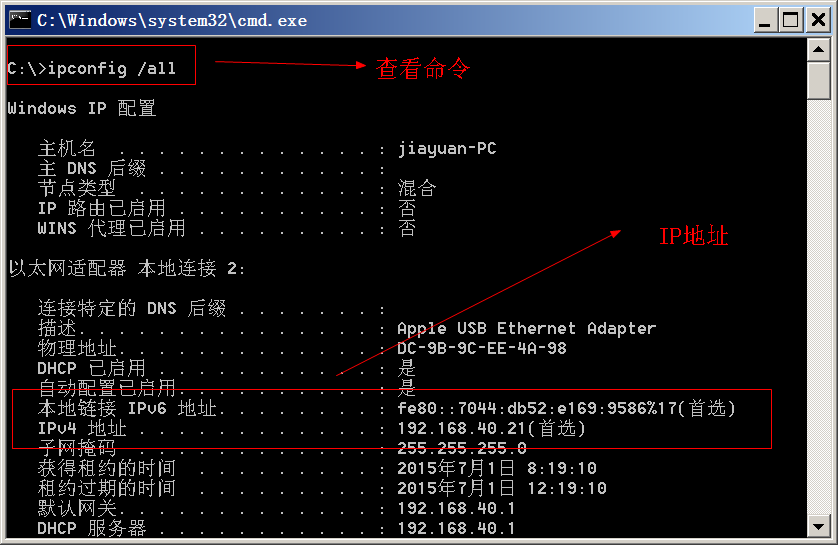 C:\Windows\system32\cmd.exe
C:\>ipconfig /all
查看命令
Windows IP 配置
主机名 . . . . . . . . . . . . . : jiayuan-PC
主 DNS 后缀 . . . . . . . . . . . :
节点类型 . . . . . . . . . . . . : 混合
IP 路由已启用 . . . . . . . . . . : 否
WINS 代理已启用 . . . . . . . . . : 否
IP地址
以太网适配器 本地连接 2:
连接特定的 DNS 后缀 . . . . . . . :
描述. . . . . . . . . . . . . . . : Apple USB Ethernet Adapter
物理地址. . . . . . . . . . . . . : DC-9B-9C-EE-4A-98
DHCP 已启用 . . . . . . . . . . . : 是
自动配置已启用. . . . . . . . . . : 是
本地链接 IPv6 地址. . . . . . . . : fe80::7044:db52:e169:9586%17(首选)
IPv4 地址 . . . . . . . . . . . . : 192.168.40.21(首选)
子网掩码 . . . . . . . . . . . . : 255.255.255.0
获得租约的时间 . . . . . . . . . : 2015年7月1日 8:19:10
租约过期的时间 . . . . . . . . . : 2015年7月1日 12:19:10
默认网关. . . . . . . . . . . . . : 192.168.40.1
DHCP 服务器 . . . . . . . . . . . : 192.168.40.1